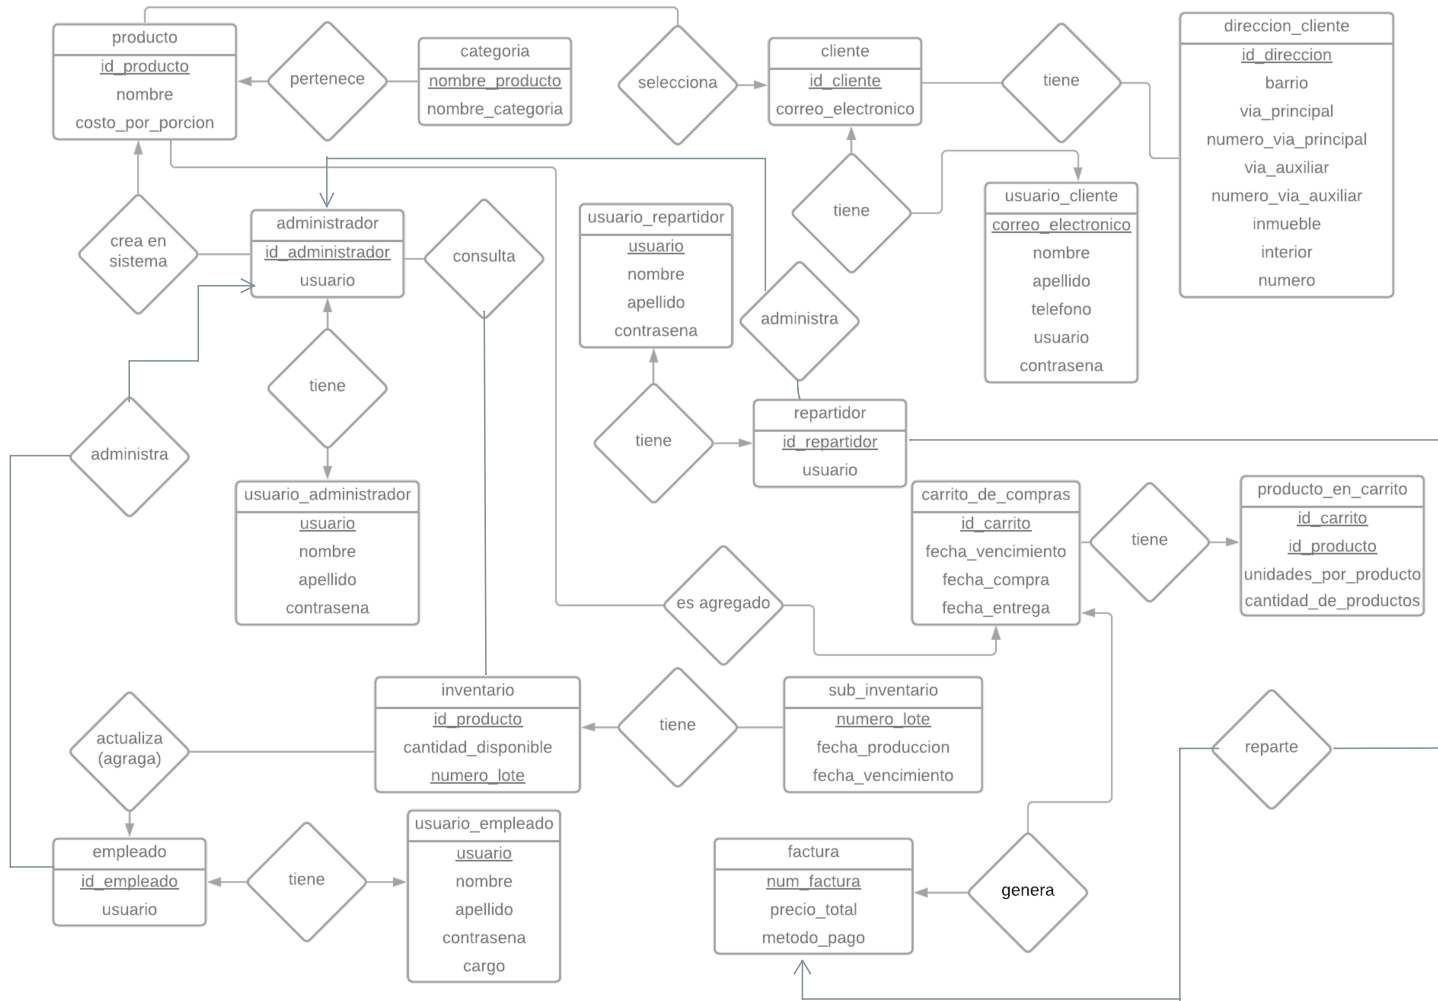 producto
id_producto
nombre
costo_por_porcion
pertenece
categoria
nombre_producto
nombre_categoria
selecciona
cliente
id_cliente
correo_electronico
tiene
direccion_cliente
id_direccion
barrio
via_principal
numero_via_principal
via_auxiliar
numero_via_auxiliar
inmueble
interior
numero
crea en
sistema
administrador
id_administrador
usuario
consulta
usuario_repartidor
usuario
nombre
apellido
contrasena
tiene
usuario_cliente
correo_electronico
nombre
apellido
telefono
usuario
contrasena
administra
tiene
administra
tiene
repartidor
id_repartidor
usuario
usuario_administrador
usuario
nombre
apellido
contrasena
carrito_de_compras
id_carrito
fecha_vencimiento
fecha_compra
fecha_entrega
tiene
producto_en_carrito
id_carrito
id_producto
unidades_por_producto
cantidad_de_productos
es agregado
actualiza
(agraga)
inventario
id_producto
cantidad_disponible
numero_lote
tiene
sub_inventario
numero_lote
fecha_produccion
fecha_vencimiento
reparte
empleado
id_empleado
usuario
tiene
usuario_empleado
usuario
nombre
apellido
contrasena
cargo
factura
num_factura
precio_total
metodo_pago
genera